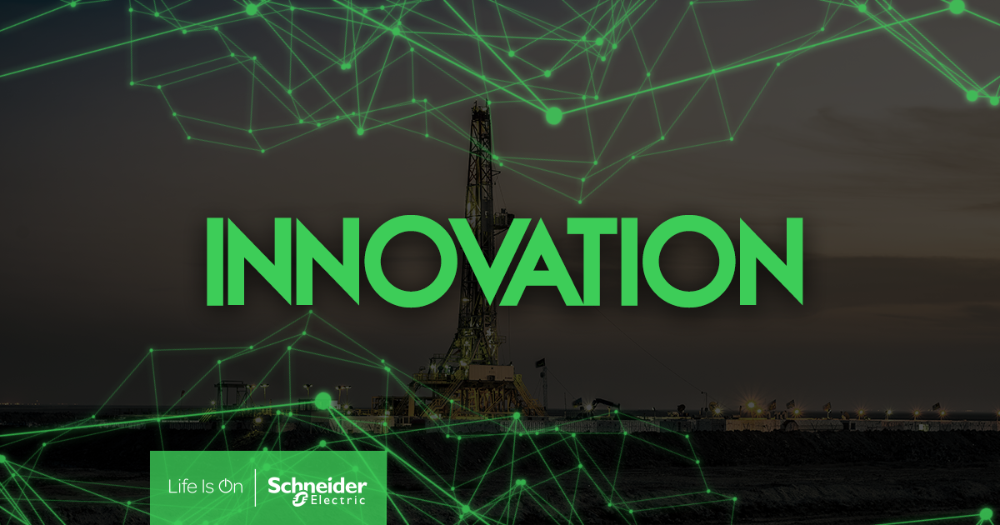 INNOVATION
Life Is On
Schneider
Electric